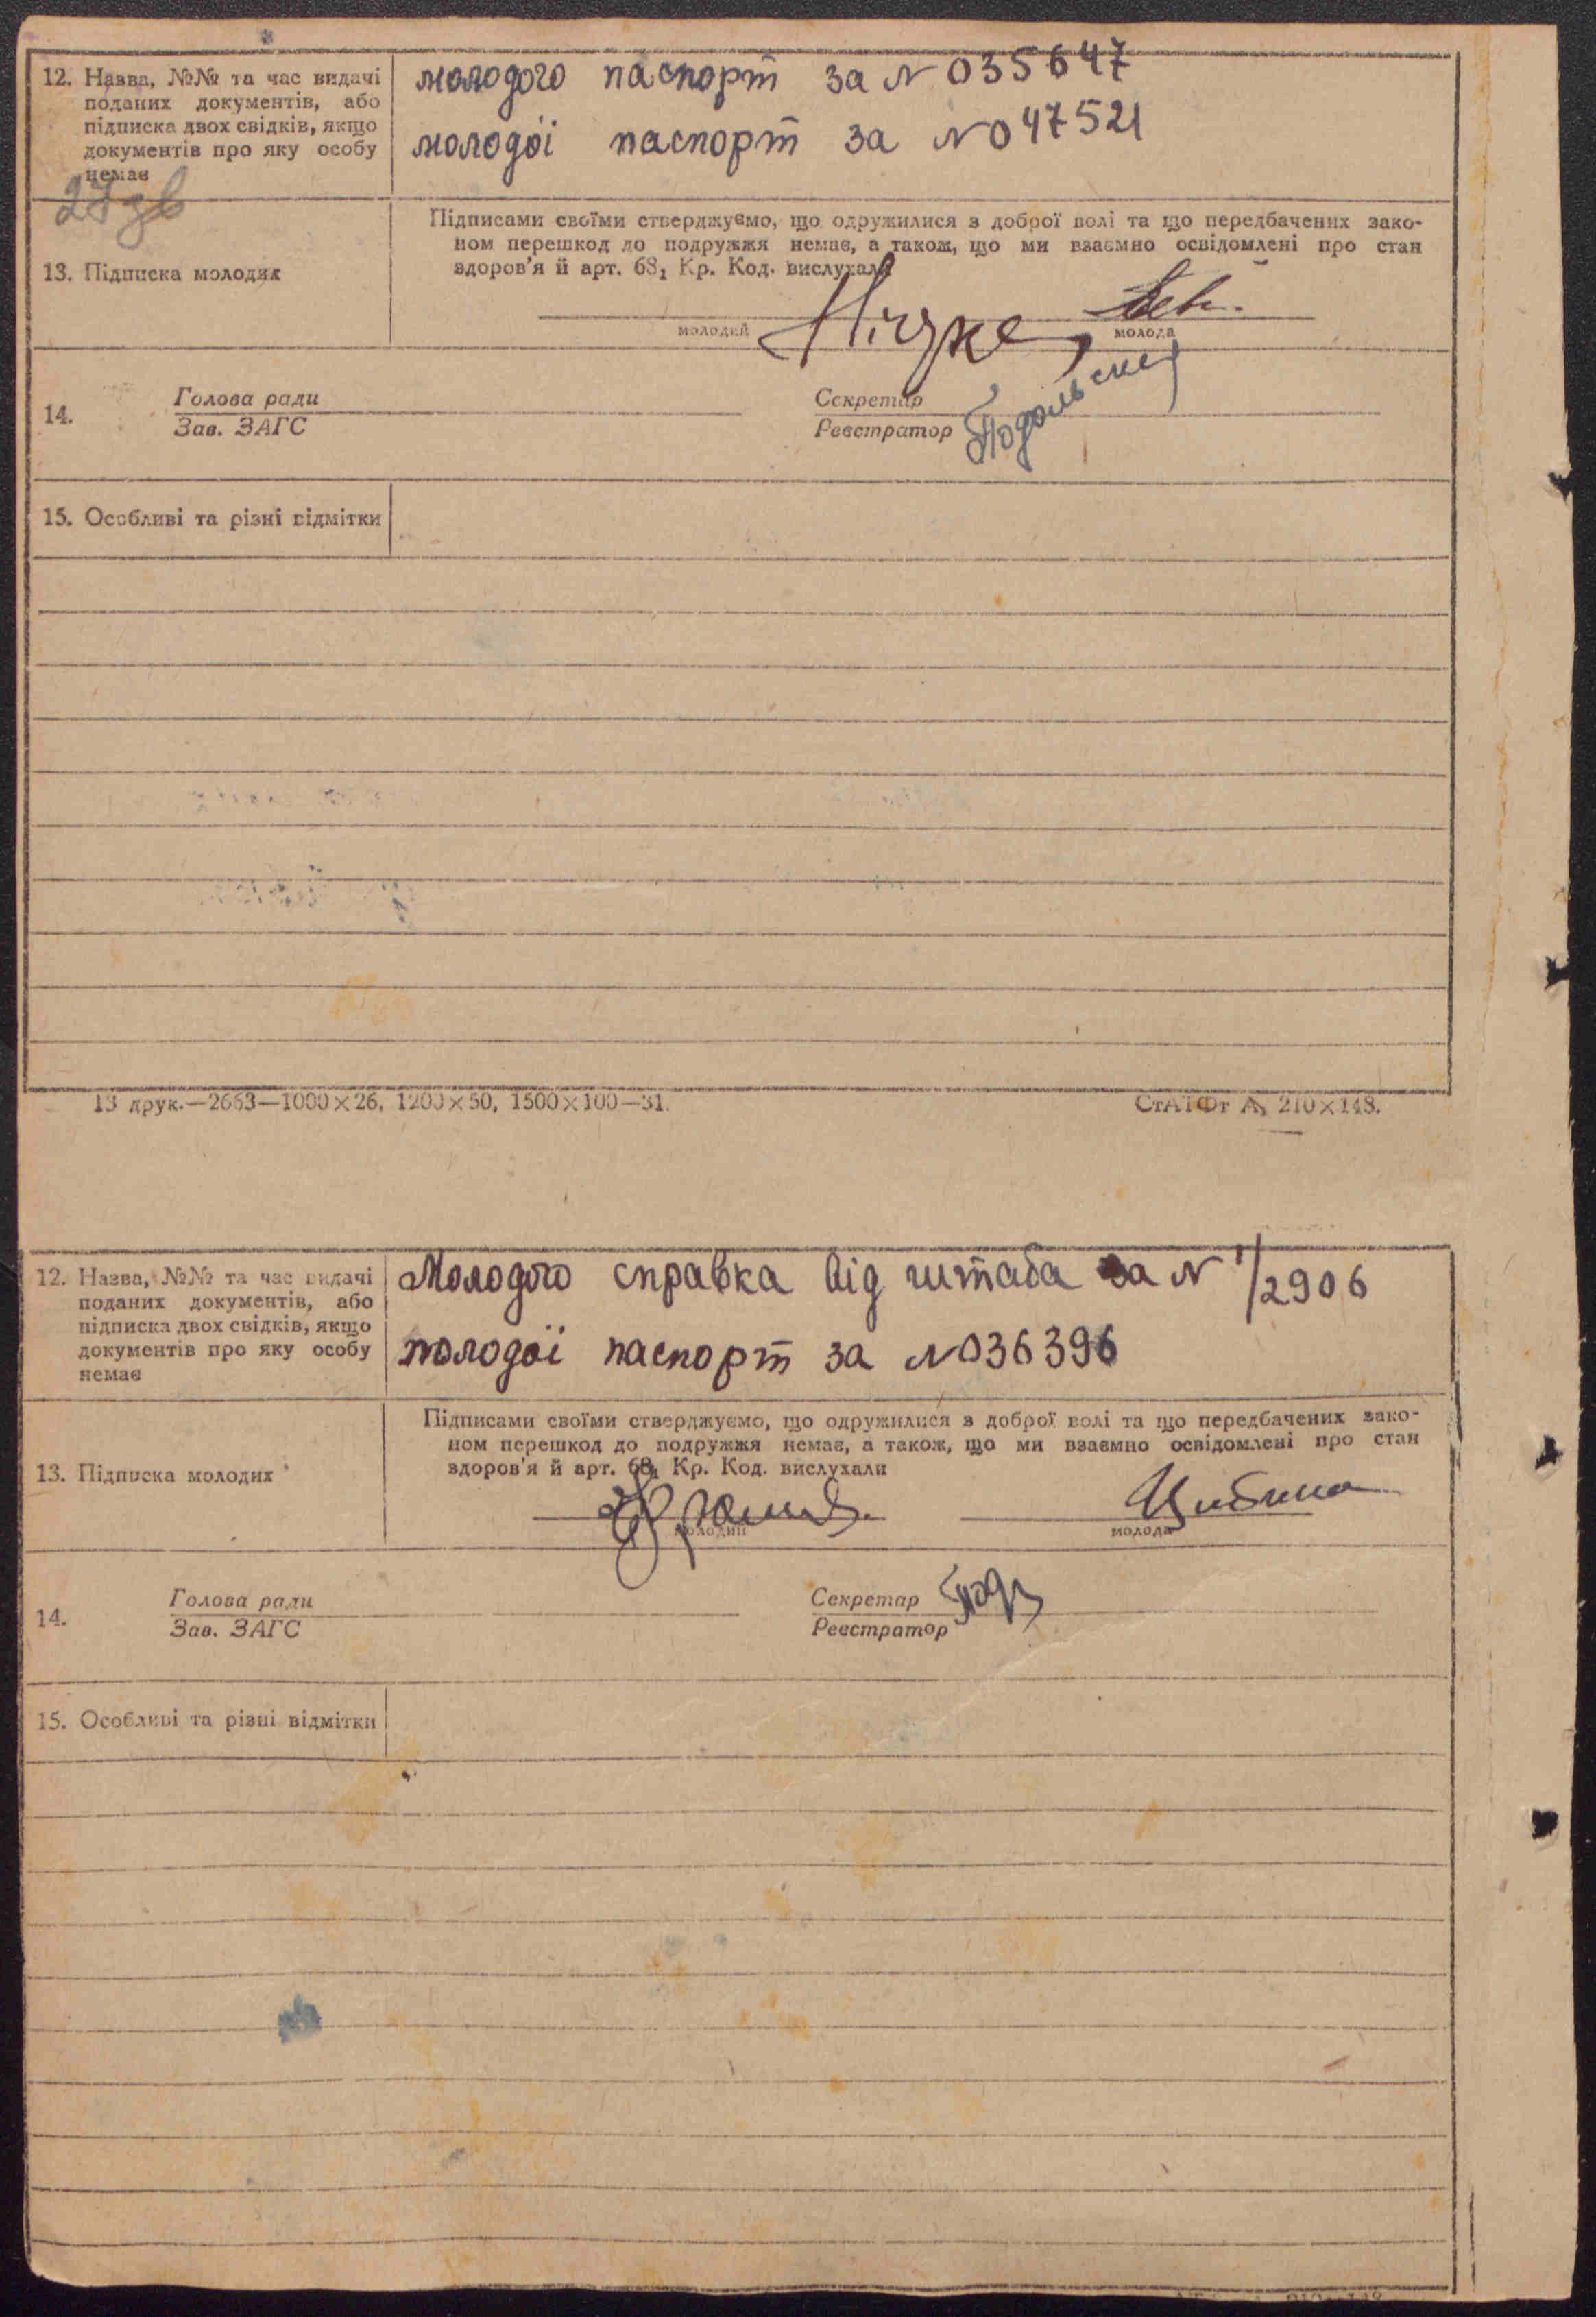 12. Назва, №№ та час видачі поданих документів, або підписка двох свідків, якщо документів про яку особу немає
молодого паспорт за N 035647
молодої паспорт за N 047521
13. Підписка молодих
Підписами своїми стверджуємо, що одружилися з доброї волі та що передбачених зако-
ном перешкод до подружжя немає, а також, що ми взаємно освідомлені про стан
здоров'я й арт. 68₁ Кр. Код. вислухали
молодий
молода
14.
Голова ради
Зав. ЗАГС
Секретар
Реєстратор
15. Особливі та різні відмітки
13 друк.—2663—1000×26, 1200×50, 1500×100—31.
СтАТФт А₅ 210×148.
12. Назва, №№ та час видачі поданих документів, або підписка двох свідків, якщо документів про яку особу немає
Молодого справка від штаба за N 1/2906
молодої паспорт за N 036396
13. Підписка молодих
Підписами своїми стверджуємо, що одружилися з доброї волі та що передбачених зако-
ном перешкод до подружжя немає, а також, що ми взаємно освідомлені про стан
здоров'я й арт. 68₁ Кр. Код. вислухали
молодий
молода
14.
Голова ради
Зав. ЗАГС
Секретар
Реєстратор
15. Особливі та різні відмітки